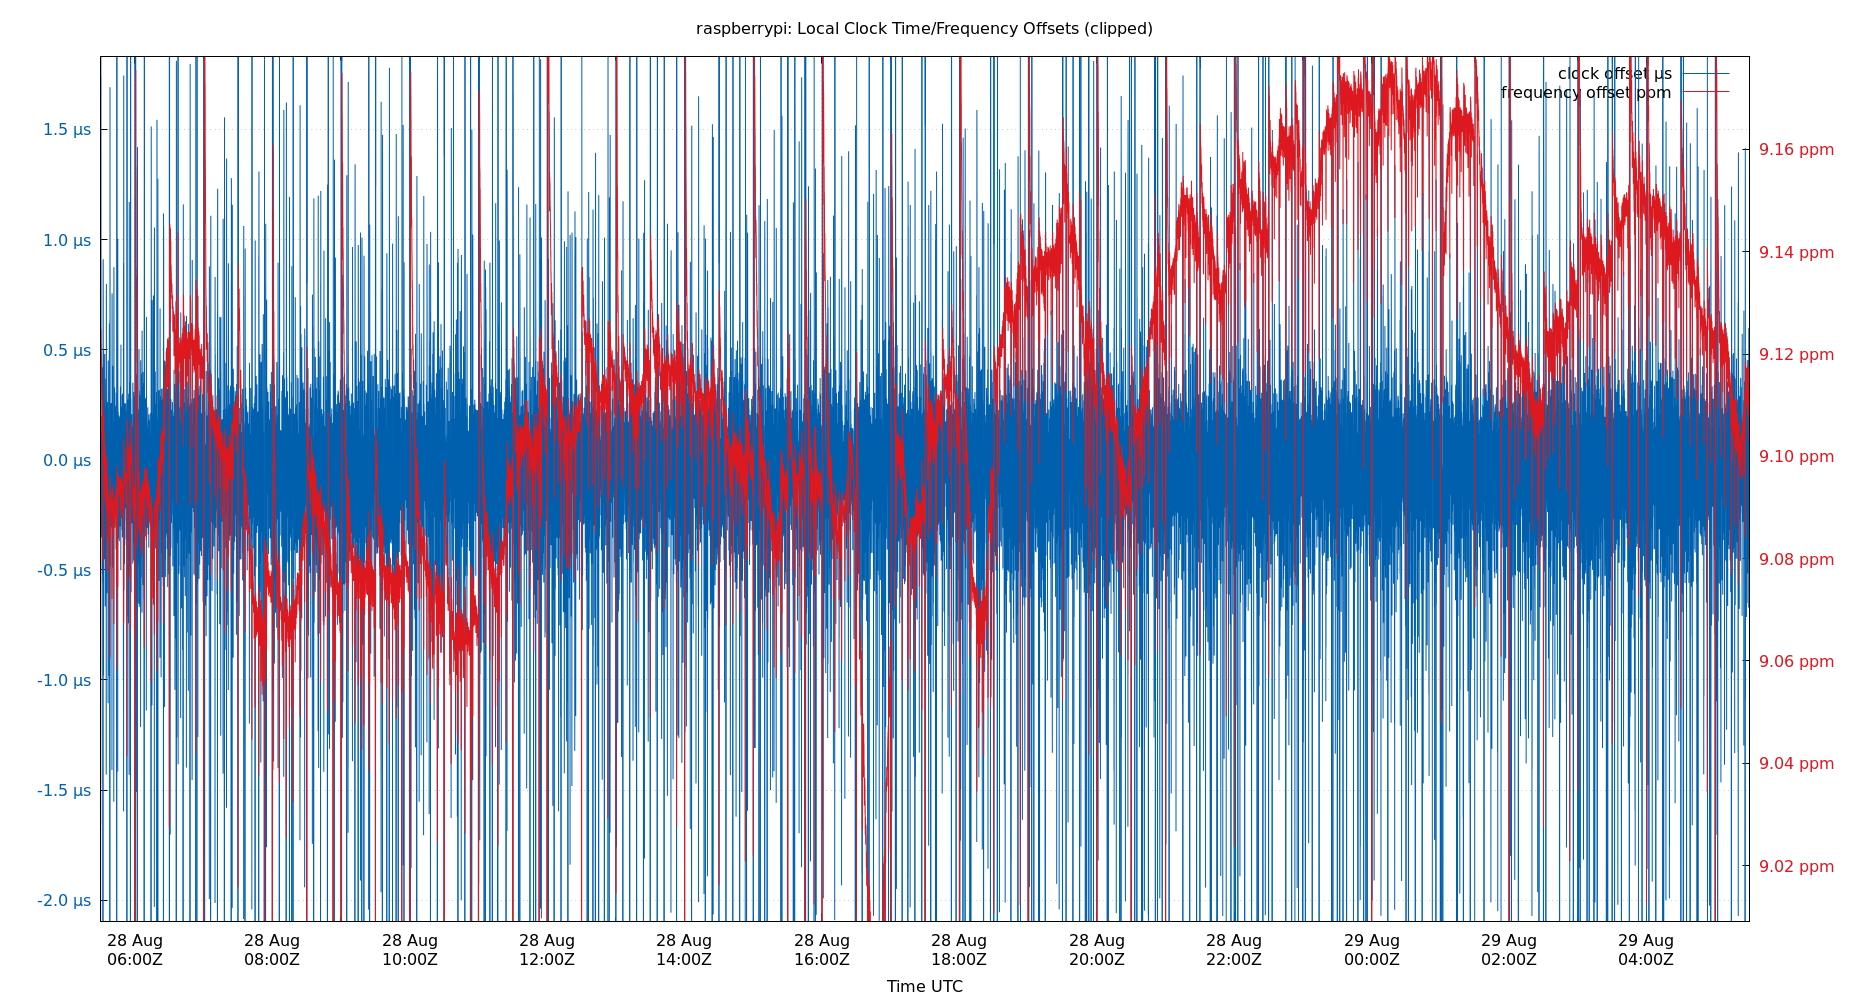 raspberrypi: Local Clock Time/Frequency Offsets (clipped)
clock offset µs
frequency offset ppm
1.5 µs
1.0 µs
0.5 µs
0.0 µs
-0.5 µs
-1.0 µs
-1.5 µs
-2.0 µs
9.16 ppm
9.14 ppm
9.12 ppm
9.10 ppm
9.08 ppm
9.06 ppm
9.04 ppm
9.02 ppm
28 Aug 28 Aug 28 Aug 28 Aug 28 Aug 28 Aug 28 Aug 28 Aug 28 Aug 29 Aug 29 Aug 29 Aug
06:00Z 08:00Z 10:00Z 12:00Z 14:00Z 16:00Z 18:00Z 20:00Z 22:00Z 00:00Z 02:00Z 04:00Z
Time UTC